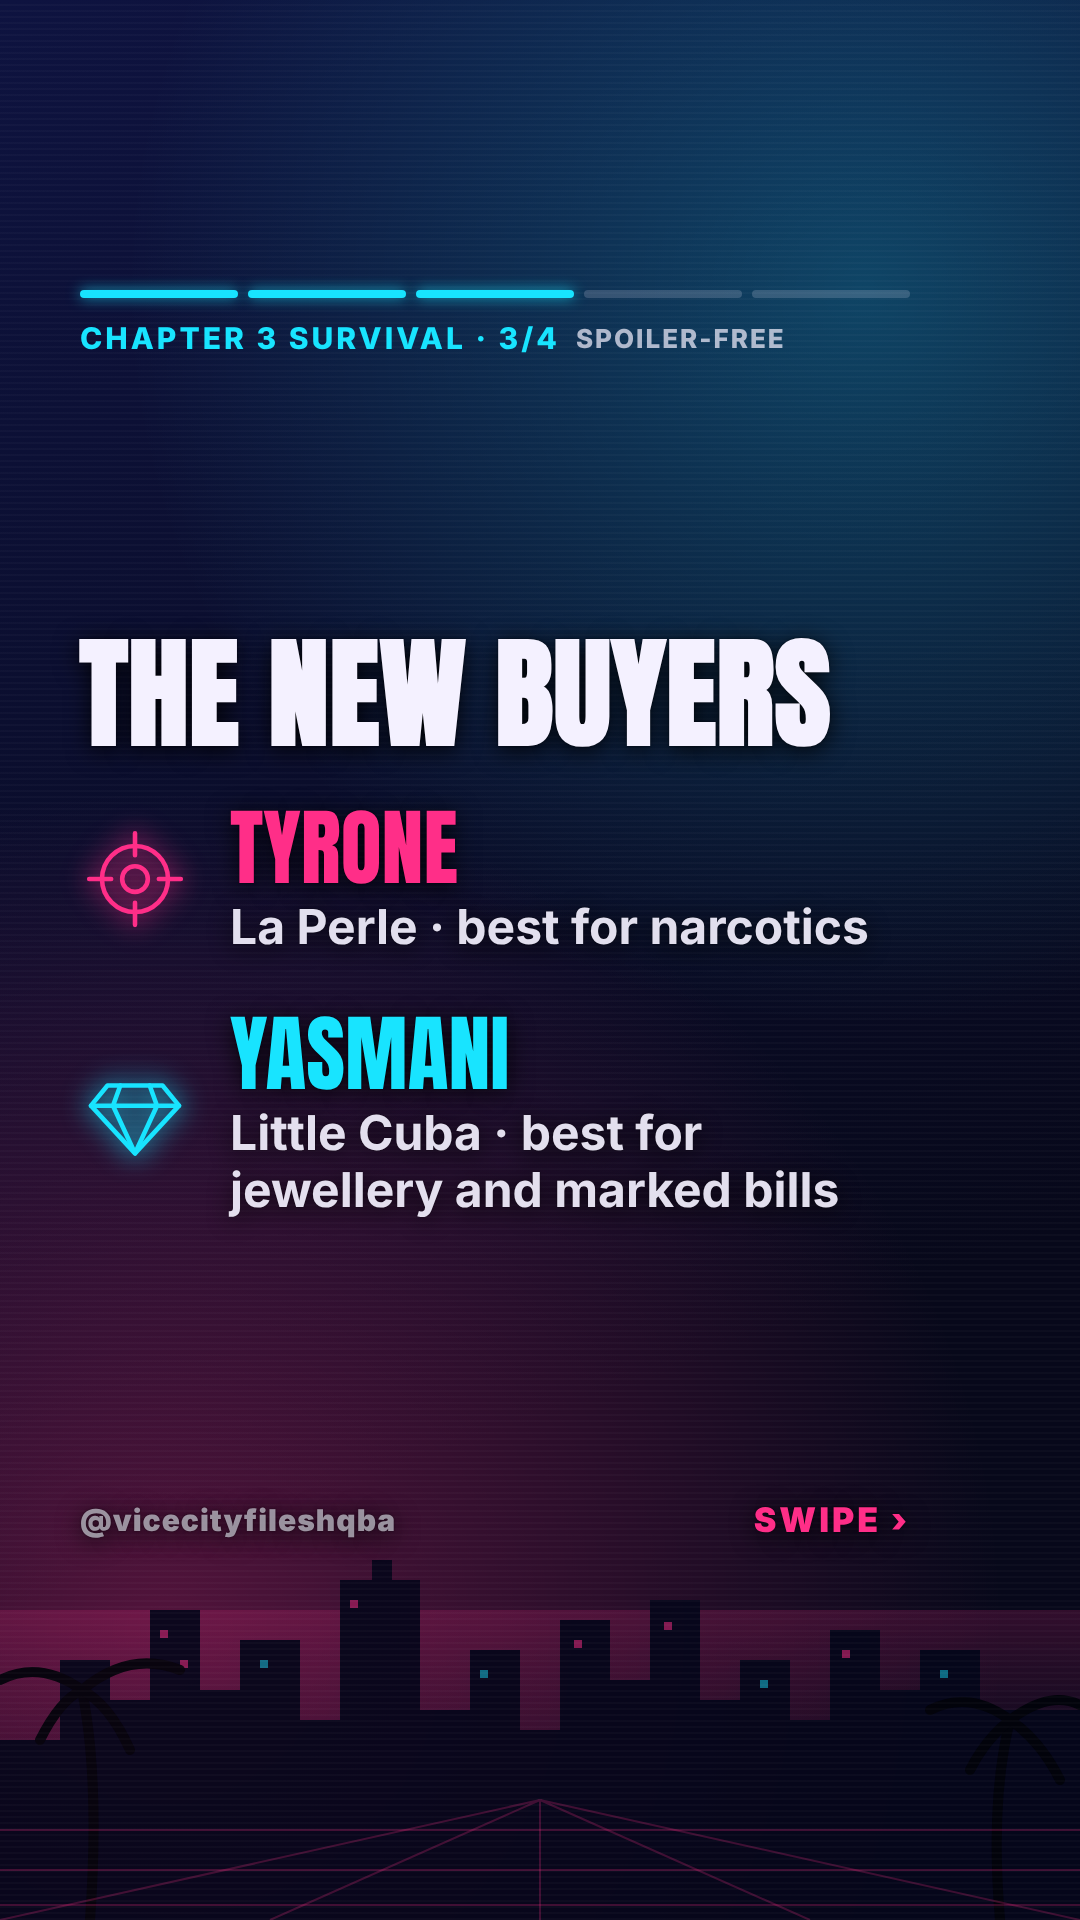 CHAPTER 3 SURVIVAL · 3/4 SPOILER-FREE
THE NEW BUYERS
TYRONE
La Perle · best for narcotics
YASMANI
Little Cuba · best for
jewellery and marked bills
@vicecityfileshqba
SWIPE ›